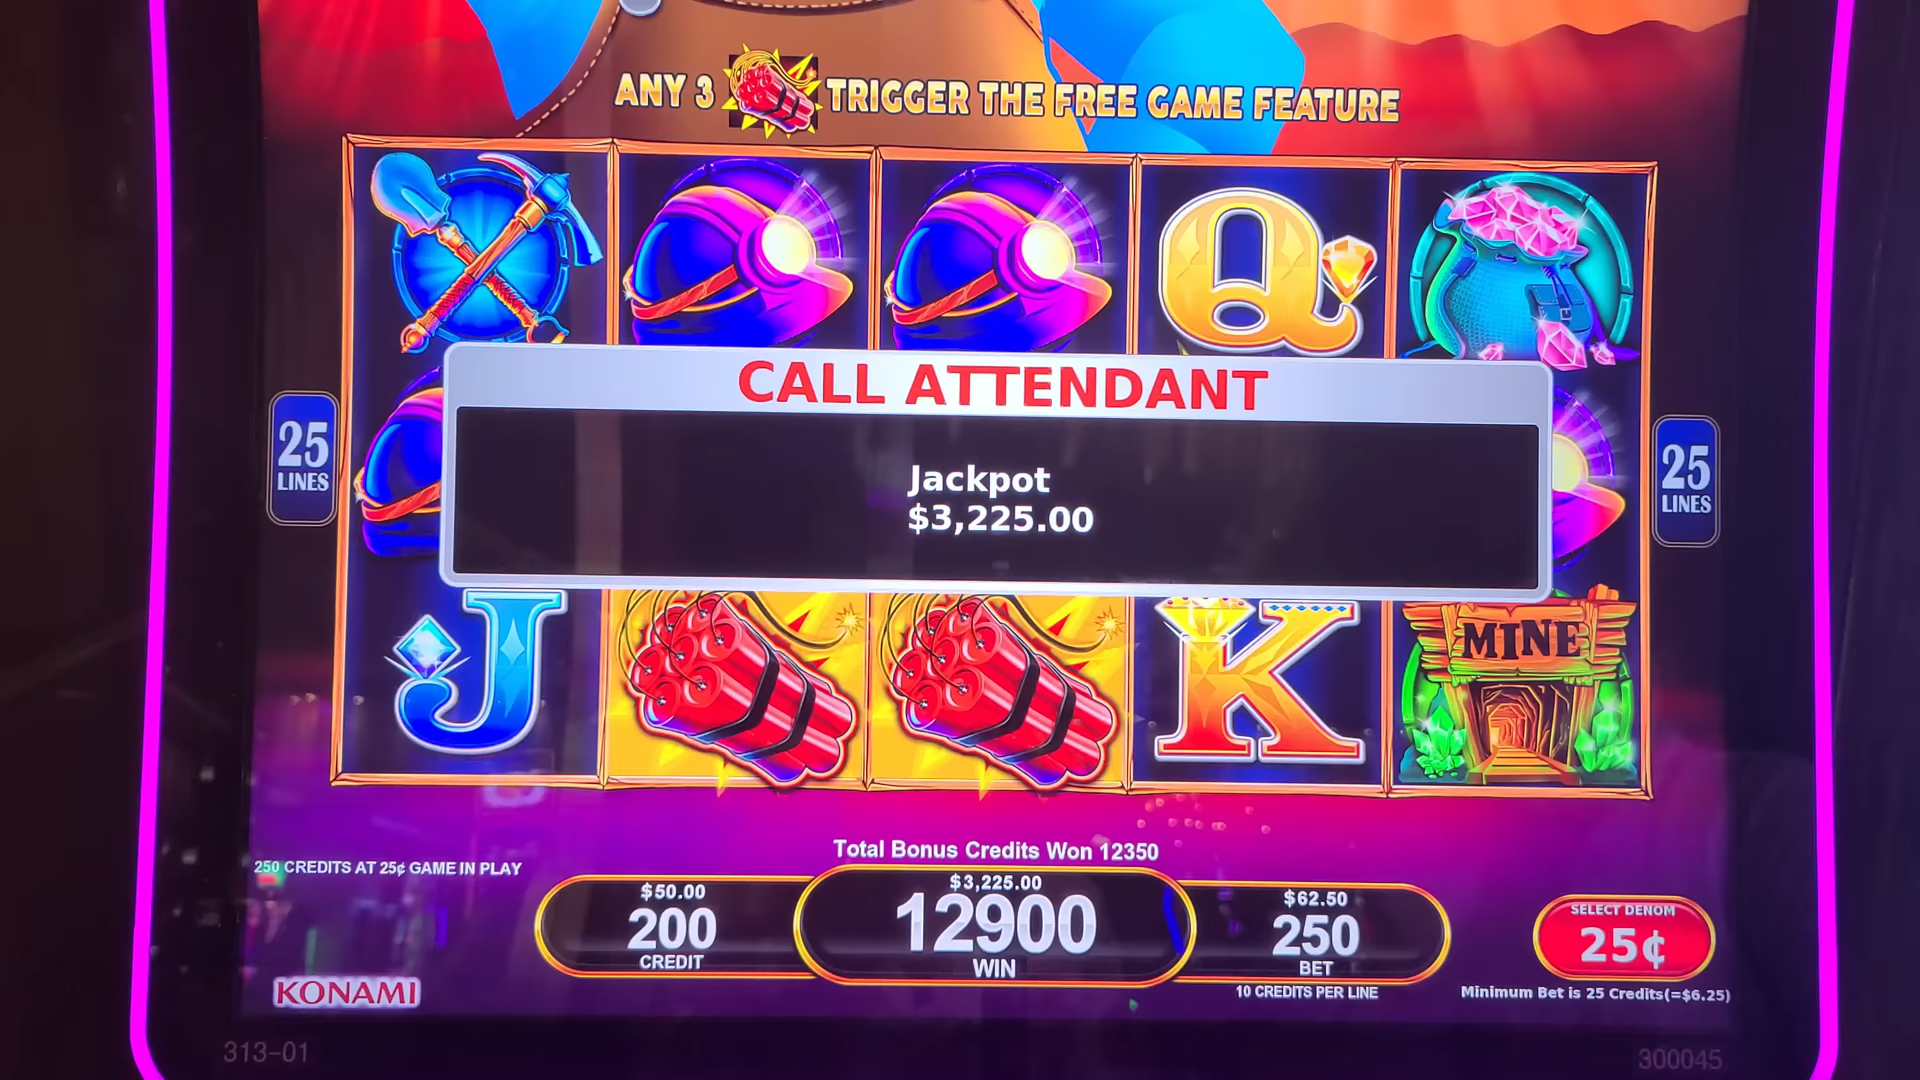 ANY 3 TRIGGER THE FREE GAME FEATURE
Q
CALL ATTENDANT
Jackpot
$3,225.00
25
LINES
25
LINES
J
K
MINE
Total Bonus Credits Won 12350
250 CREDITS AT 25¢ GAME IN PLAY
$50.00
200
CREDIT
$3,225.00
12900
WIN
$62.50
250
BET
10 CREDITS PER LINE
SELECT DENOM
25¢
Minimum Bet is 25 Credits(=$6.25)
KONAMI
313-01
300045